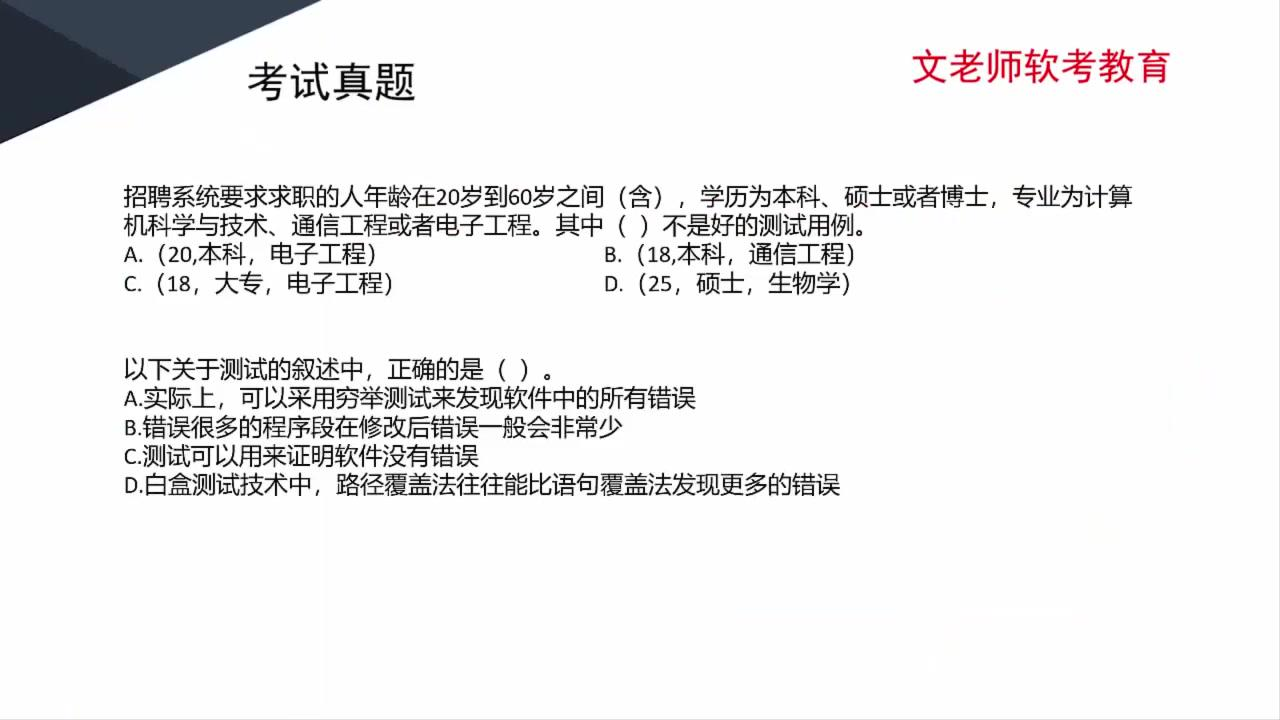 考试真题
文老师软考教育
招聘系统要求求职的人年龄在20岁到60岁之间（含），学历为本科、硕士或者博士，专业为计算
机科学与技术、通信工程或者电子工程。其中（ ）不是好的测试用例。
A.（20,本科，电子工程） B.（18,本科，通信工程）
C.（18，大专，电子工程） D.（25，硕士，生物学）
以下关于测试的叙述中，正确的是（ ）。
A.实际上，可以采用穷举测试来发现软件中的所有错误
B.错误很多的程序段在修改后错误一般会非常少
C.测试可以用来证明软件没有错误
D.白盒测试技术中，路径覆盖法往往能比语句覆盖法发现更多的错误